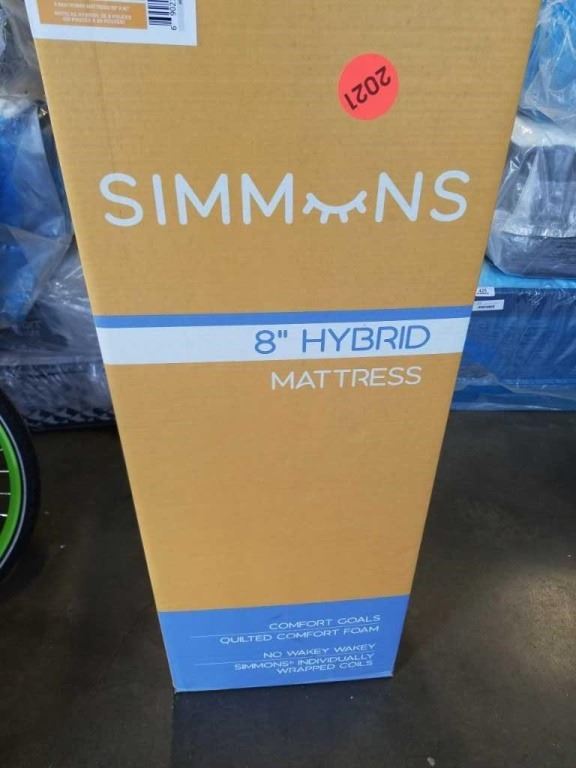 2021
SIMMONS
8" HYBRID
MATTRESS
COMFORT GOALS
QUILTED COMFORT FOAM
NO WAKEY WAKEY
SIMMONS® INDIVIDUALLY
WRAPPED COILS